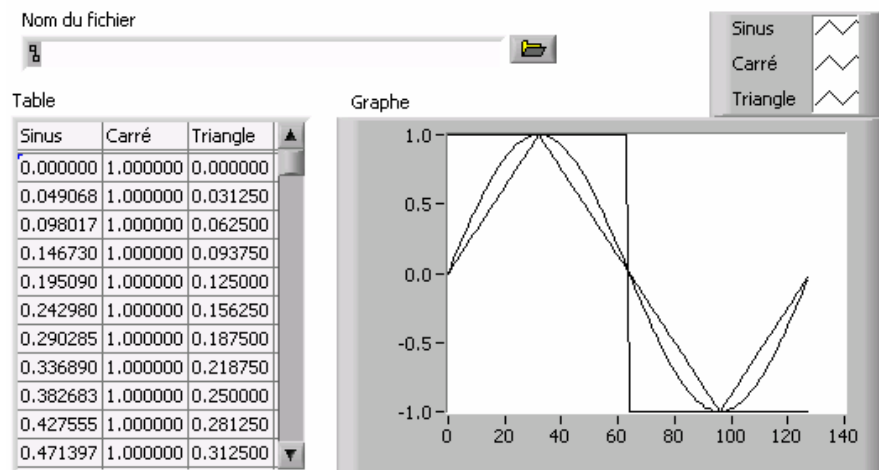 Nom du fichier
Sinus
Carré
Triangle
Table
Sinus Carré Triangle
0.000000 1.000000 0.000000
0.049068 1.000000 0.031250
0.098017 1.000000 0.062500
0.146730 1.000000 0.093750
0.195090 1.000000 0.125000
0.242980 1.000000 0.156250
0.290285 1.000000 0.187500
0.336890 1.000000 0.218750
0.382683 1.000000 0.250000
0.427555 1.000000 0.281250
0.471397 1.000000 0.312500
Graphe
1.0
0.5
0.0
-0.5
-1.0
0 20 40 60 80 100 120 140